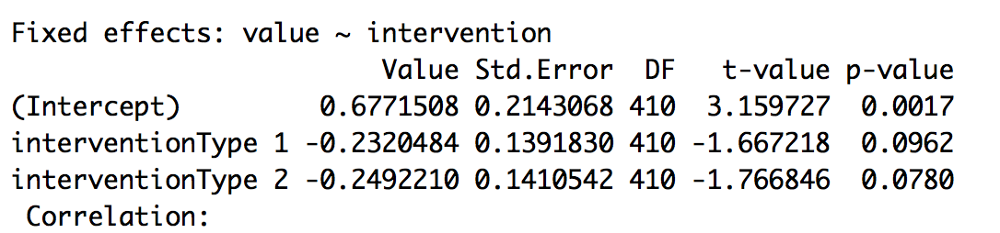 Fixed effects: value ~ intervention
Value Std.Error DF t-value p-value
(Intercept) 0.6771508 0.2143068 410 3.159727 0.0017
interventionType 1 -0.2320484 0.1391830 410 -1.667218 0.0962
interventionType 2 -0.2492210 0.1410542 410 -1.766846 0.0780
Correlation: